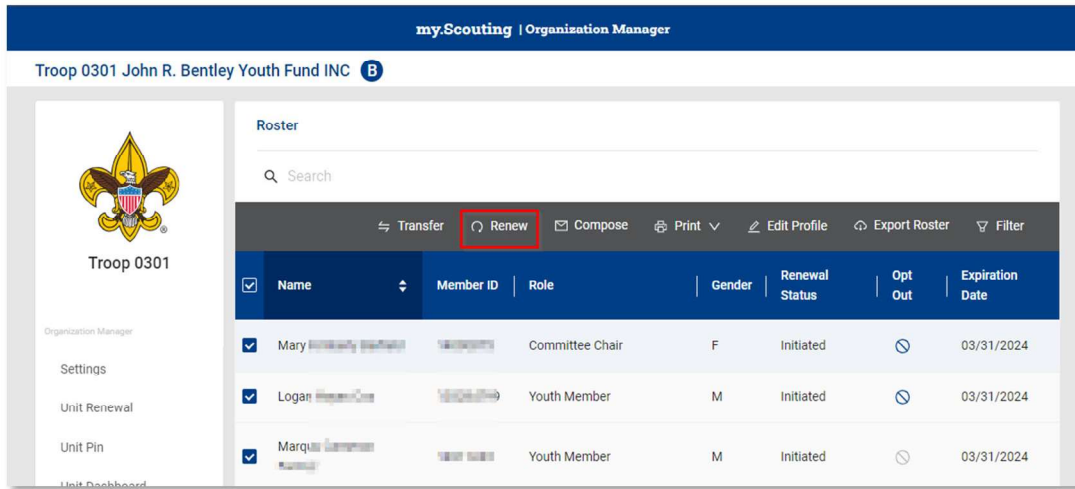 my.Scouting | Organization Manager
Troop 0301 John R. Bentley Youth Fund INC B
Troop 0301
Organization Manager
Settings
Unit Renewal
Unit Pin
Unit Dashboard
Roster
Search
Transfer Renew Compose Print Edit Profile Export Roster Filter
Name Member ID Role Gender Renewal Status Opt Out Expiration Date
Mary Committee Chair F Initiated 03/31/2024
Logan Youth Member M Initiated 03/31/2024
Marqus Youth Member M Initiated 03/31/2024